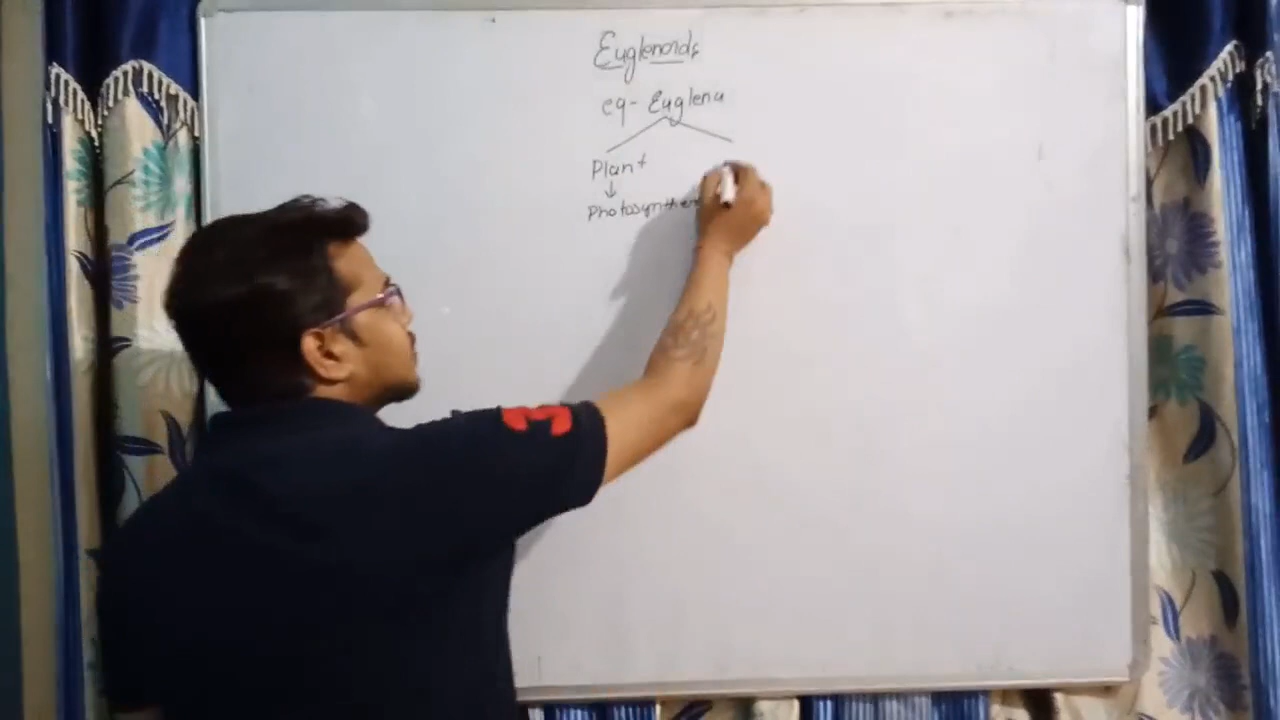 Euglenoids
eg- Euglena
Plant
↓
Photosynthe